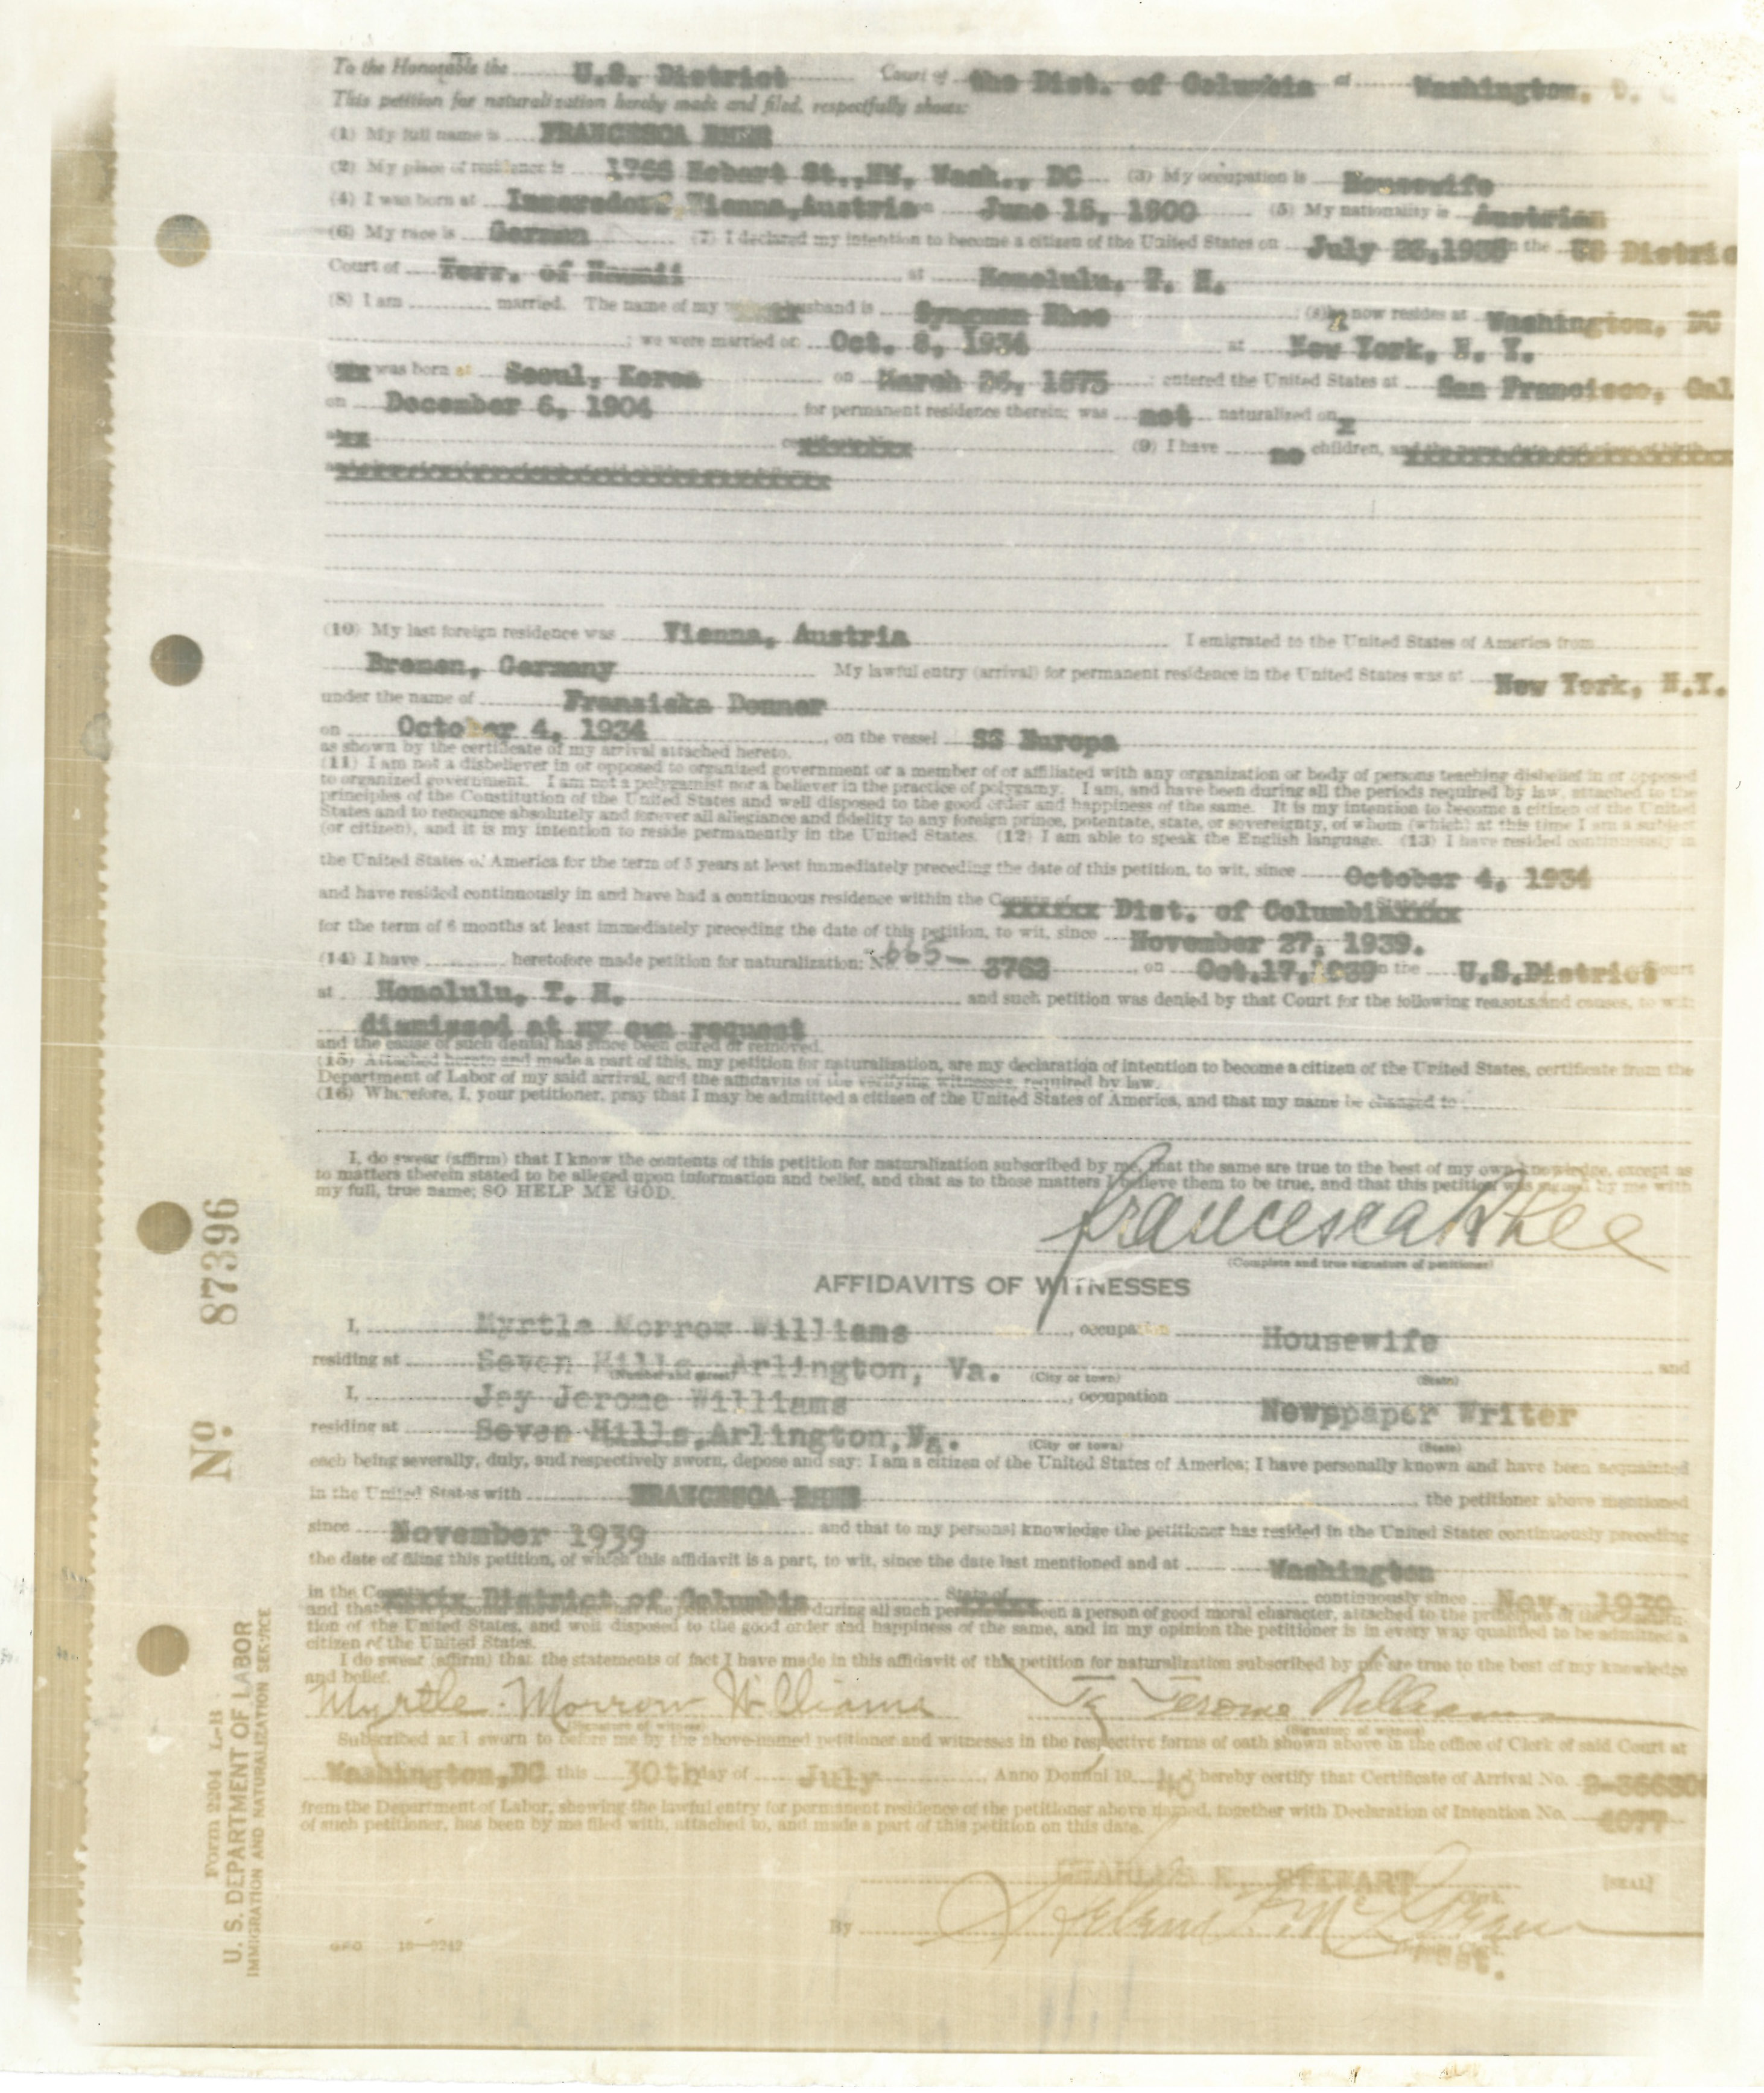 To the Honorable the U.S. District Court of the Dist. of Columbia at Washington, D. C
This petition for naturalization hereby made and filed, respectfully shows:
(1) My full name is FRANCESCA RHEE
(2) My place of residence is 1766 Hobart St.,NW, Wash., DC (3) My occupation is Housewife
(4) I was born at Inzersdorf Vienna,Austria on June 15, 1900 (5) My nationality is Austrian
(6) My race is German (7) I declared my intention to become a citizen of the United States on July 23,1935 in the US Distric
Court of Terr. of Hawaii at Honolulu, T. H.
(8) I am married. The name of my husband is Syngman Rhee (s)he now resides at Washington, DC
; we were married on Oct. 8, 1934 at New York, N. Y.
was born at Seoul, Korea on March 26, 1875 ; entered the United States at San Francisco, Cal
on December 6, 1904 for permanent residence therein; was not naturalized on x
certificate No. (9) I have no children, and the name, date and place of birth
(10) My last foreign residence was Vienna, Austria I emigrated to the United States of America from
Bremen, Germany My lawful entry (arrival) for permanent residence in the United States was at New York, N.Y.
under the name of Franziska Donner
on October 4, 1934 on the vessel SS Europa
as shown by the certificate of my arrival attached hereto.
(11) I am not a disbeliever in or opposed to organized government or a member of or affiliated with any organization or body of persons teaching disbelief in or opposed
to organized government. I am not a polygamist nor a believer in the practice of polygamy. I am, and have been during all the periods required by law, attached to the
principles of the Constitution of the United States and well disposed to the good order and happiness of the same. It is my intention to become a citizen of the United
States and to renounce absolutely and forever all allegiance and fidelity to any foreign prince, potentate, state, or sovereignty, of whom (which) at this time I am a subject
(or citizen), and it is my intention to reside permanently in the United States. (12) I am able to speak the English language. (13) I have resided continuously in
the United States of America for the term of 5 years at least immediately preceding the date of this petition, to wit, since October 4, 1934
and have resided continuously in and have had a continuous residence within the County of xxxxxx Dist. of Columbia State of xxxx
for the term of 6 months at least immediately preceding the date of this petition, to wit, since November 27, 1939.
(14) I have heretofore made petition for naturalization: No. 665- 3762 on Oct.17,1939 in the U.S.District Court
at Honolulu, T. H. and such petition was denied by that Court for the following reasons and causes, to wit:
dismissed at my own request
and the cause of such denial has since been cured or removed.
(15) Attached hereto and made a part of this, my petition for naturalization, are my declaration of intention to become a citizen of the United States, certificate from the
Department of Labor of my said arrival, and the affidavits of the verifying witnesses, required by law.
(16) Wherefore, I, your petitioner, pray that I may be admitted a citizen of the United States of America, and that my name be changed to
I, do swear (affirm) that I know the contents of this petition for naturalization subscribed by me, that the same are true to the best of my own knowledge, except as
to matters therein stated to be alleged upon information and belief, and that as to those matters I believe them to be true, and that this petition was signed by me with
my full, true name; SO HELP ME GOD.
Francesca Rhee
(Complete and true signature of petitioner)
AFFIDAVITS OF WITNESSES
I, Myrtle Morrow Williams, occupation Housewife
residing at Seven Hills, Arlington, Va. and
(Number and street) (City or town) (State)
I, Jay Jerome Williams, occupation Newppaper Writer
residing at Seven Hills,Arlington,Va.
(City or town) (State)
each being severally, duly, and respectively sworn, depose and say: I am a citizen of the United States of America; I have personally known and have been acquainted
in the United States with FRANCESCA RHEE the petitioner above mentioned
since November 1939 and that to my personal knowledge the petitioner has resided in the United States continuously preceding
the date of filing this petition, of which this affidavit is a part, to wit, since the date last mentioned and at Washington
in the County of xxxxx District of Columbia State of xxxxx continuously since Nov. 1939
and that I have personal knowledge that the petitioner is and during all such periods has been a person of good moral character, attached to the principles of the Constitu-
tion of the United States, and well disposed to the good order and happiness of the same, and in my opinion the petitioner is in every way qualified to be admitted a
citizen of the United States.
I do swear (affirm) that the statements of fact I have made in this affidavit of this petition for naturalization subscribed by me are true to the best of my knowledge
and belief.
Myrtle Morrow Williams Jay Jerome Williams
(Signature of witness) (Signature of witness)
Subscribed and sworn to before me by the above-named petitioner and witnesses in the respective forms of oath shown above in the office of Clerk of said Court at
Washington,DC this 30th day of July, Anno Domini 19 40 hereby certify that Certificate of Arrival No. 2-36630
from the Department of Labor, showing the lawful entry for permanent residence of the petitioner above named, together with Declaration of Intention No. 4077
of such petitioner, has been by me filed with, attached to, and made a part of this petition on this date.
CHARLES E. STEWART
Clerk. [SEAL]
By
Asst.
GPO 16—9242
No. 87396
Form 2204 L-B
U. S. DEPARTMENT OF LABOR
IMMIGRATION AND NATURALIZATION SERVICE